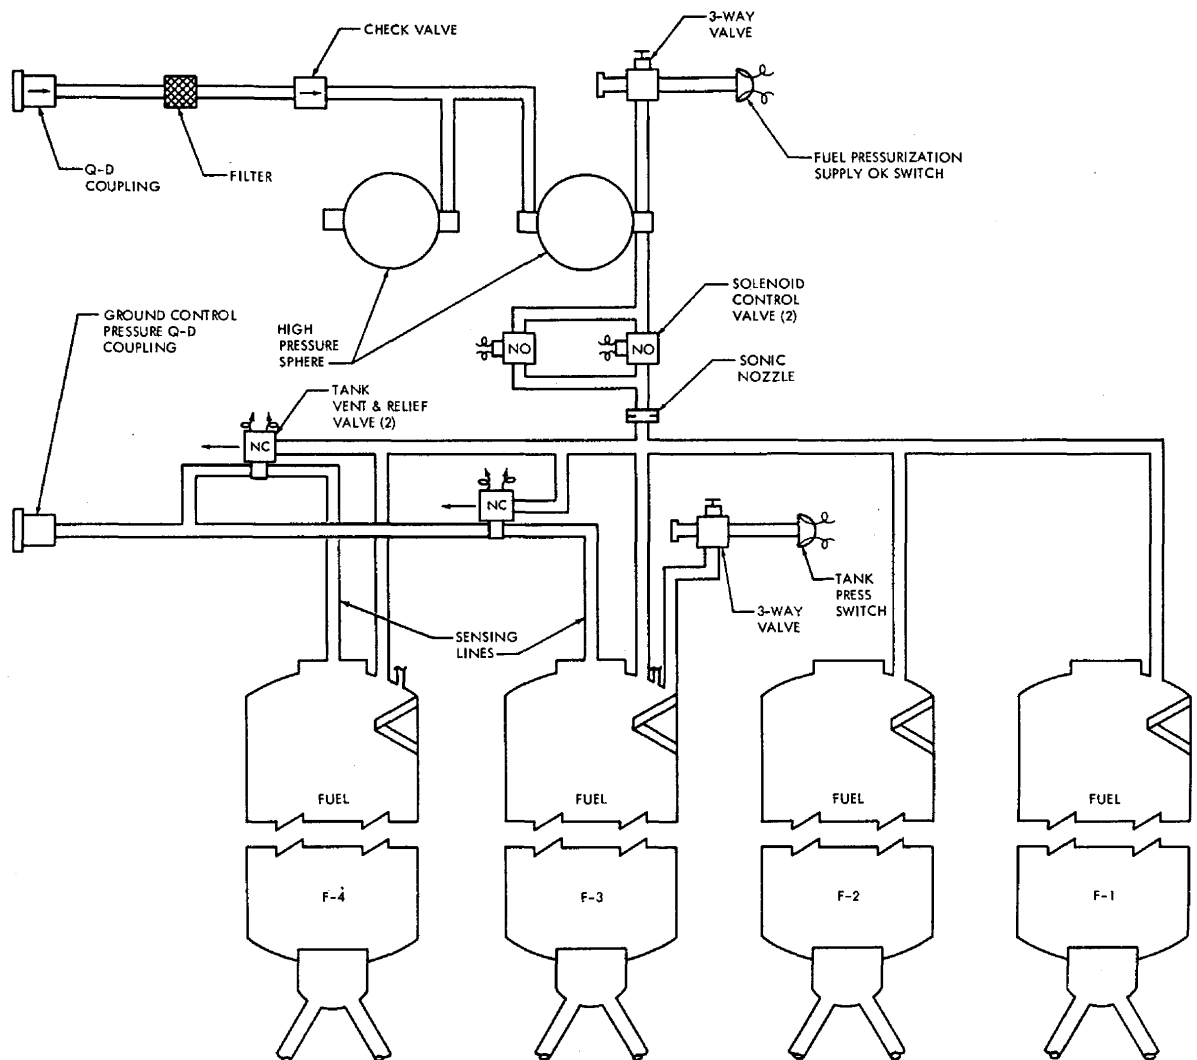 3-WAY
VALVE
CHECK VALVE
Q-D
COUPLING
FILTER
FUEL PRESSURIZATION
SUPPLY OK SWITCH
GROUND CONTROL
PRESSURE Q-D
COUPLING
HIGH
PRESSURE
SPHERE
SOLENOID
CONTROL
VALVE (2)
NO
NO
SONIC
NOZZLE
TANK
VENT & RELIEF
VALVE (2)
NC
NC
TANK
PRESS
SWITCH
3-WAY
VALVE
SENSING
LINES
FUEL
FUEL
FUEL
FUEL
F-4
F-3
F-2
F-1